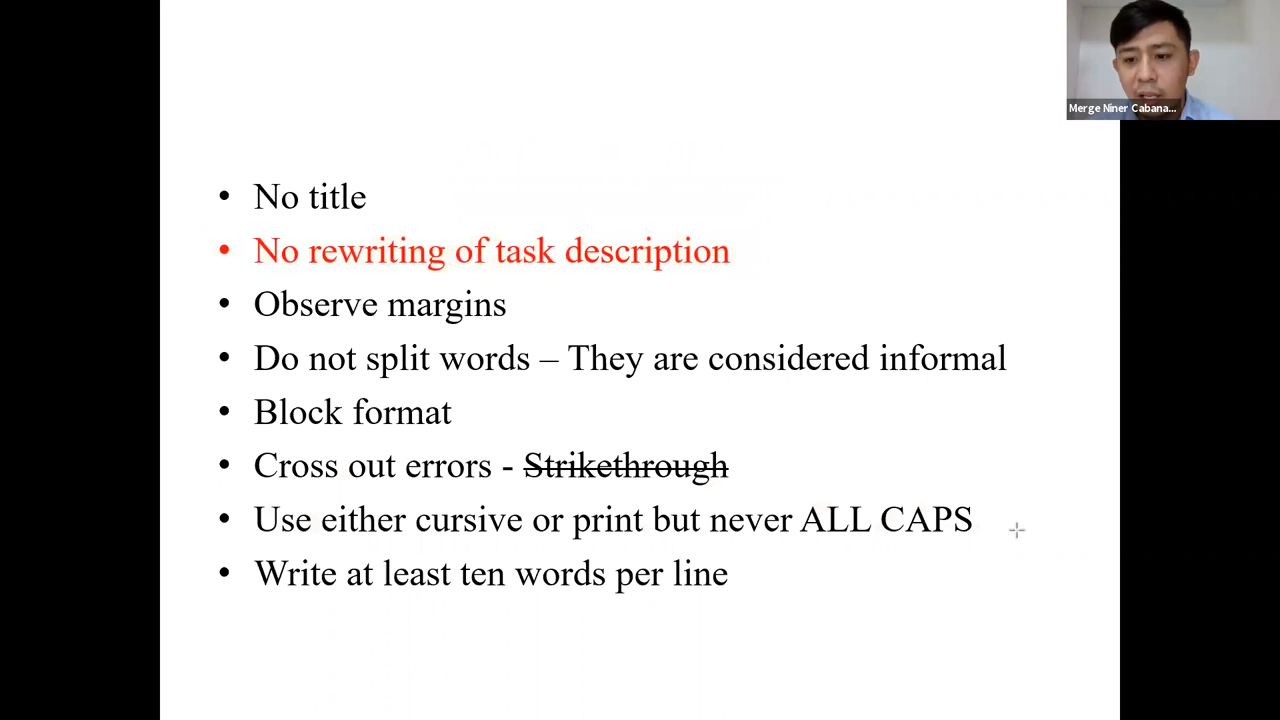 Merge Niner Cabana...
• No title
• No rewriting of task description
• Observe margins
• Do not split words – They are considered informal
• Block format
• Cross out errors - Strikethrough
• Use either cursive or print but never ALL CAPS
• Write at least ten words per line